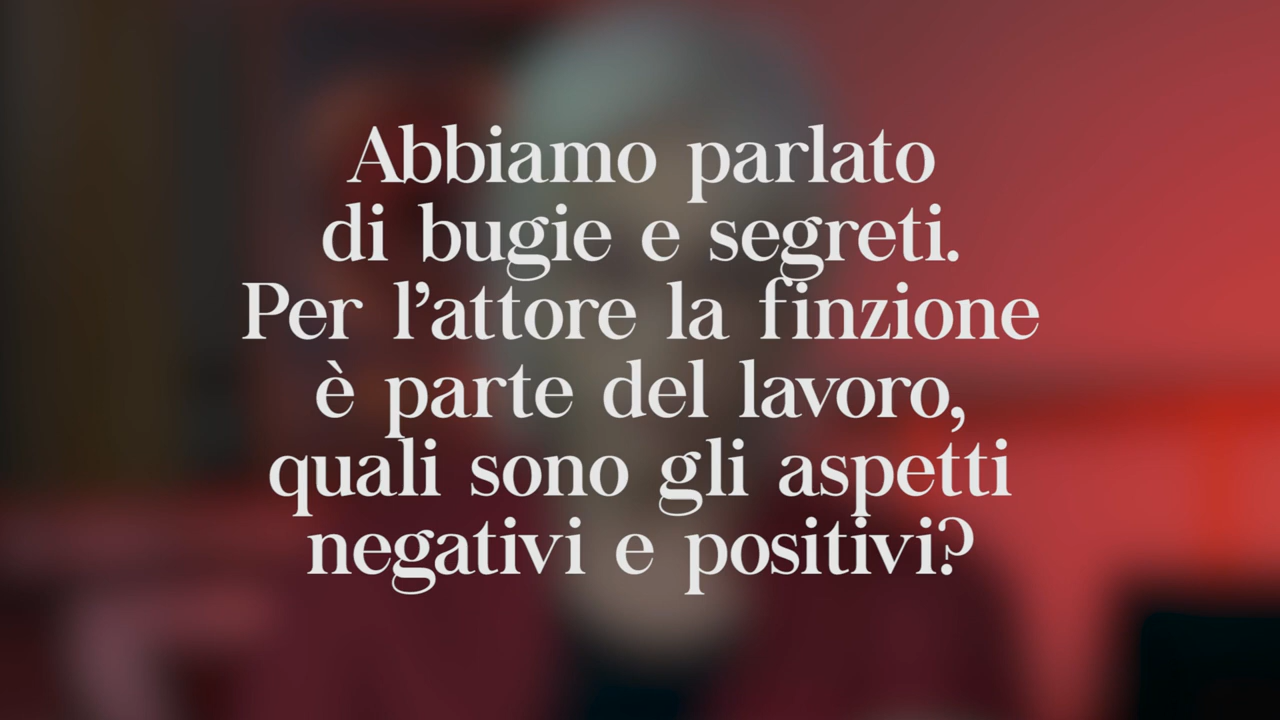 Abbiamo parlato
di bugie e segreti.
Per l’attore la finzione
è parte del lavoro,
quali sono gli aspetti
negativi e positivi?